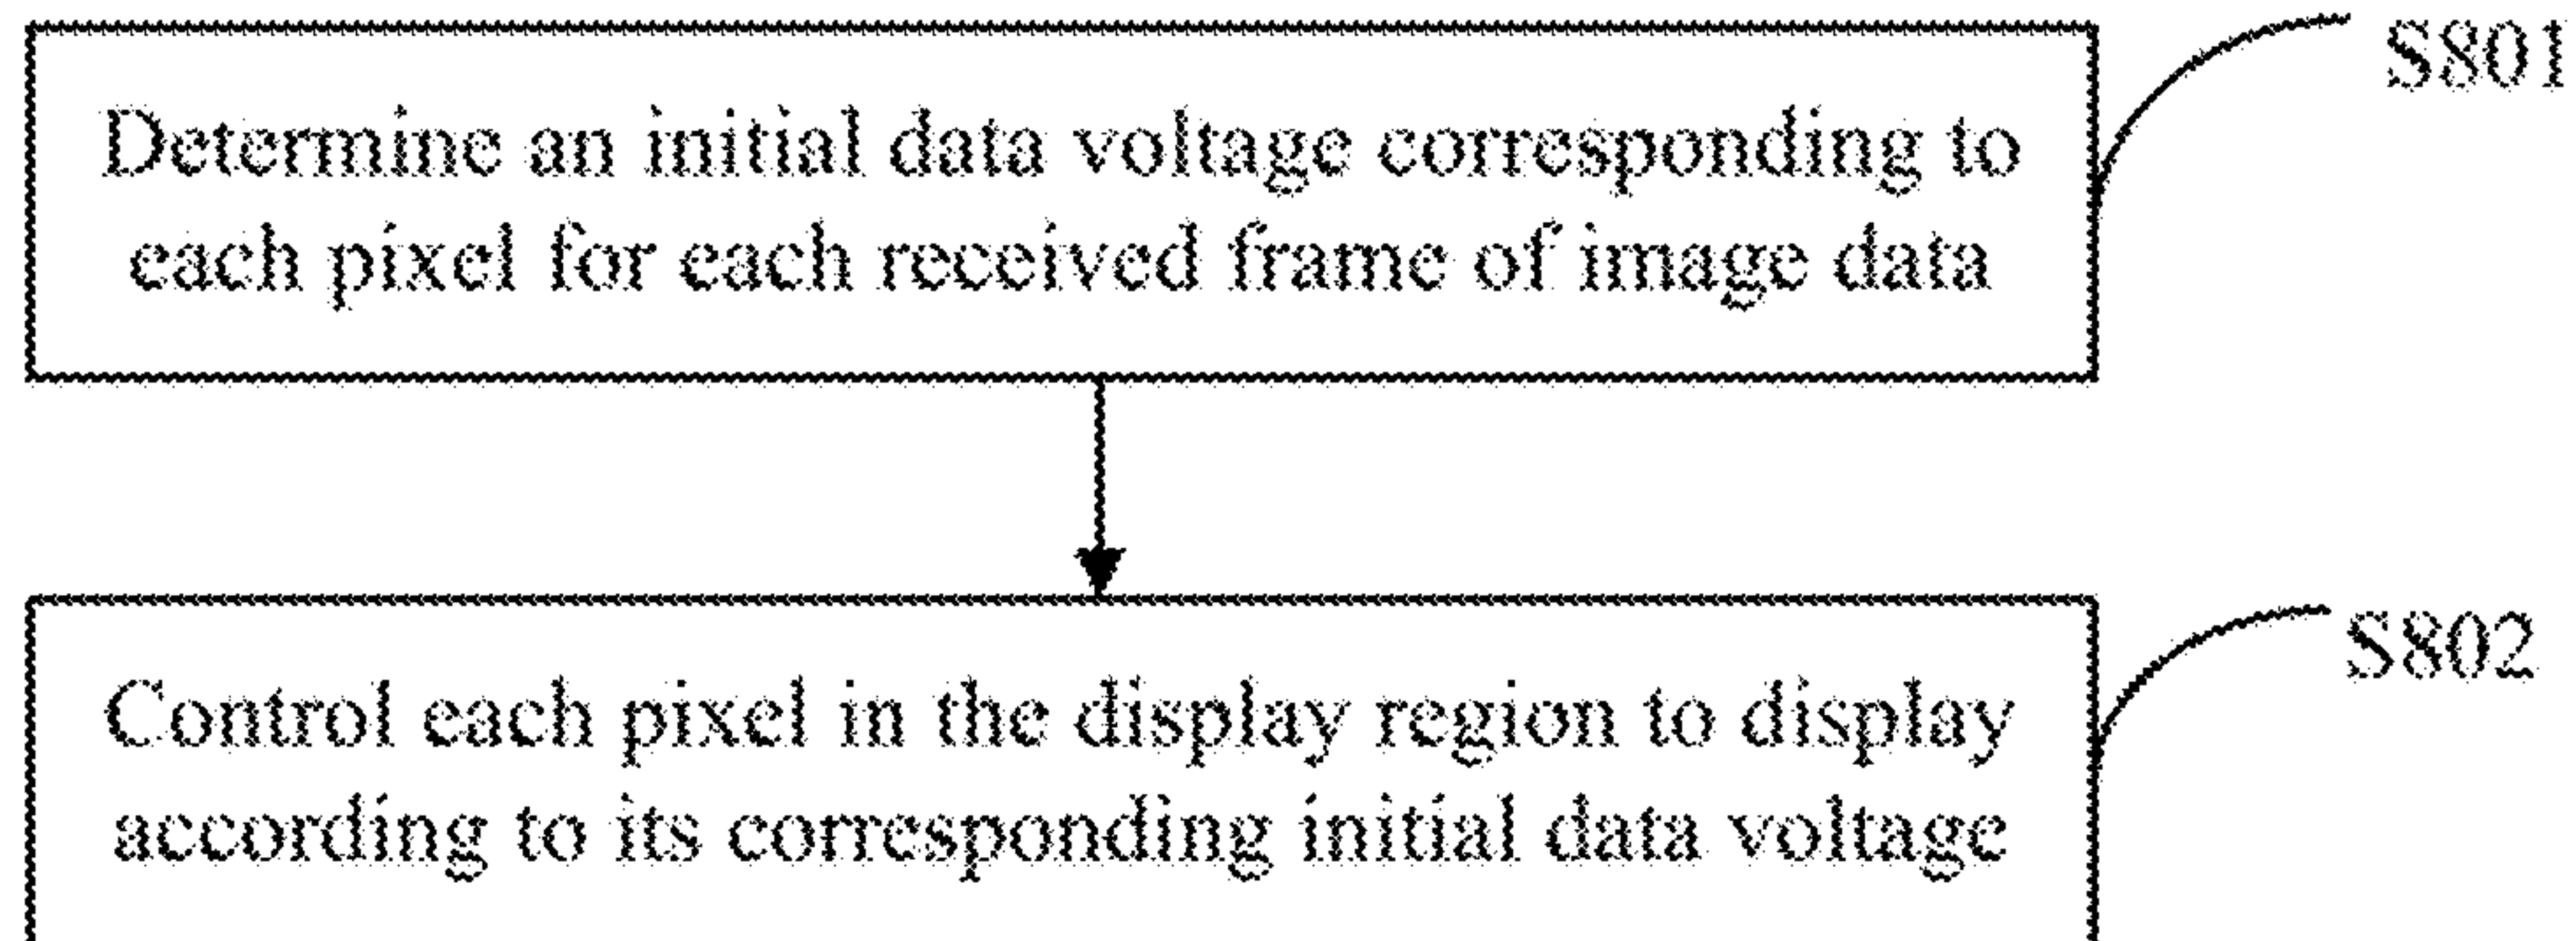 S801
Determine an initial data voltage corresponding to
each pixel for each received frame of image data
S802
Control each pixel in the display region to display
according to its corresponding initial data voltage